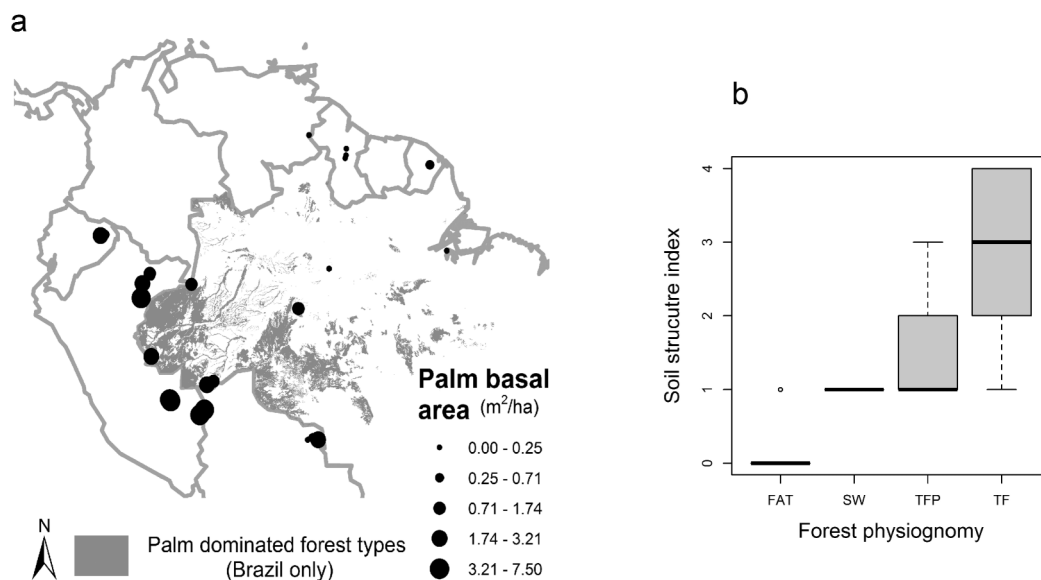 a
Palm basal
area (m²/ha)
0.00 - 0.25
0.25 - 0.71
0.71 - 1.74
1.74 - 3.21
3.21 - 7.50
N
Palm dominated forest types
(Brazil only)
b
Soil strucutre index
4
3
2
1
0
FAT SW TFP TF
Forest physiognomy